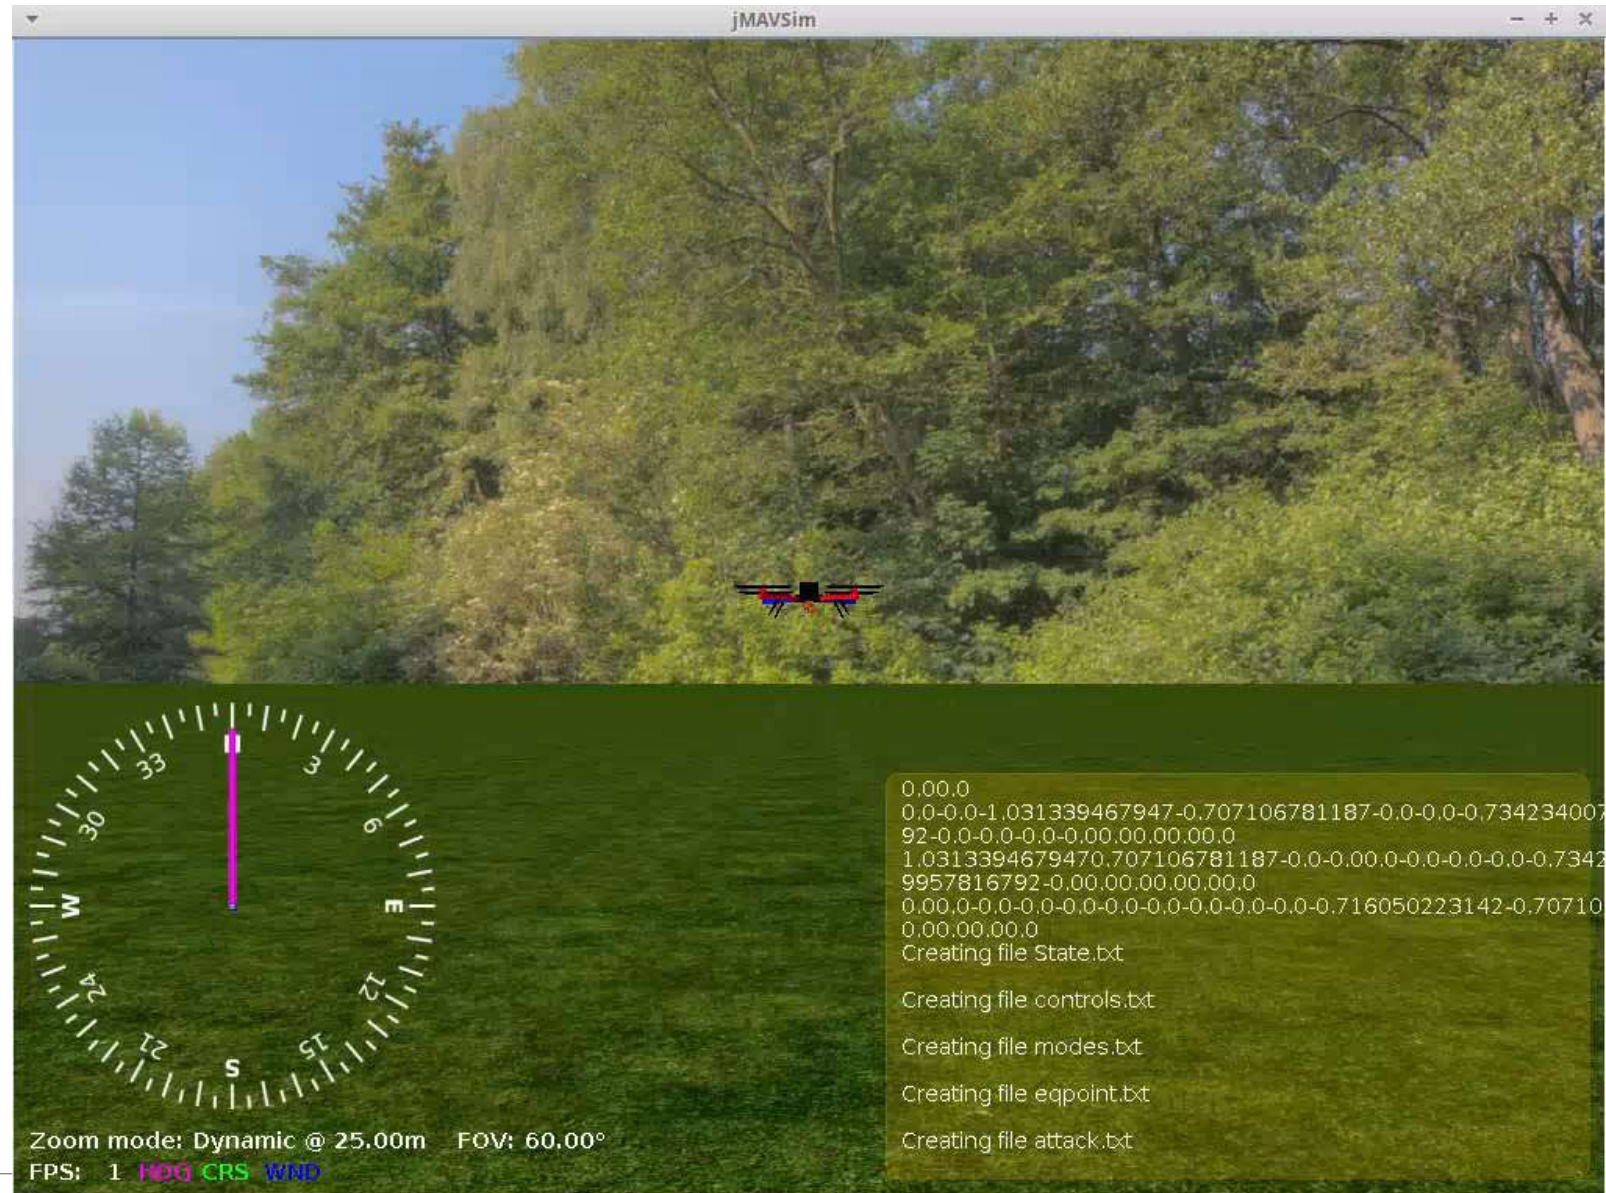 jMAVSim
N
3
6
E
12
15
S
21
24
W
30
33
0.00.0
0.0-0.0-1.031339467947-0.707106781187-0.0-0.0-0.734234007
92-0.0-0.0-0.0-0.00.00.00.00.0
1.0313394679470.707106781187-0.0-0.00.0-0.0-0.0-0.0-0.7342
9957816792-0.00.00.00.00.00.0
0.00.0-0.0-0.0-0.0-0.0-0.0-0.0-0.0-0.0-0.716050223142-0.70710
0.00.00.00.0
Creating file State.txt
Creating file controls.txt
Creating file modes.txt
Creating file eqpoint.txt
Creating file attack.txt
Zoom mode: Dynamic @ 25.00m FOV: 60.00°
FPS: 1 HDG CRS WND